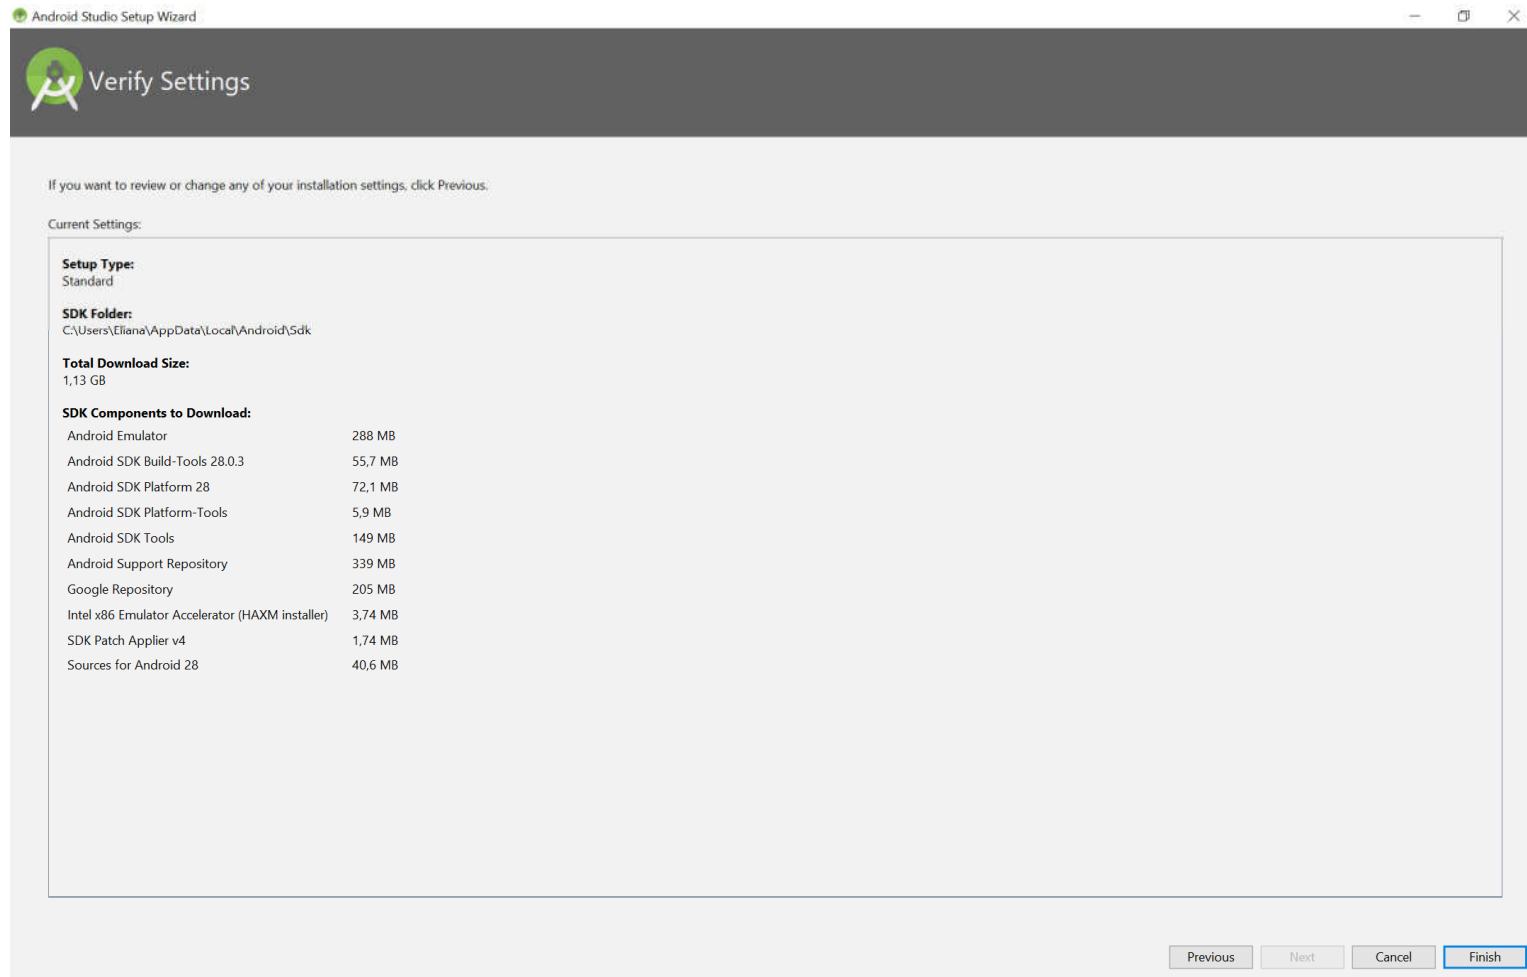 Android Studio Setup Wizard
Verify Settings
If you want to review or change any of your installation settings, click Previous.
Current Settings:
Setup Type:
Standard
SDK Folder:
C:\Users\Eliana\AppData\Local\Android\Sdk
Total Download Size:
1,13 GB
SDK Components to Download:
Android Emulator 288 MB
Android SDK Build-Tools 28.0.3 55,7 MB
Android SDK Platform 28 72,1 MB
Android SDK Platform-Tools 5,9 MB
Android SDK Tools 149 MB
Android Support Repository 339 MB
Google Repository 205 MB
Intel x86 Emulator Accelerator (HAXM installer) 3,74 MB
SDK Patch Applier v4 1,74 MB
Sources for Android 28 40,6 MB
Previous Next Cancel Finish